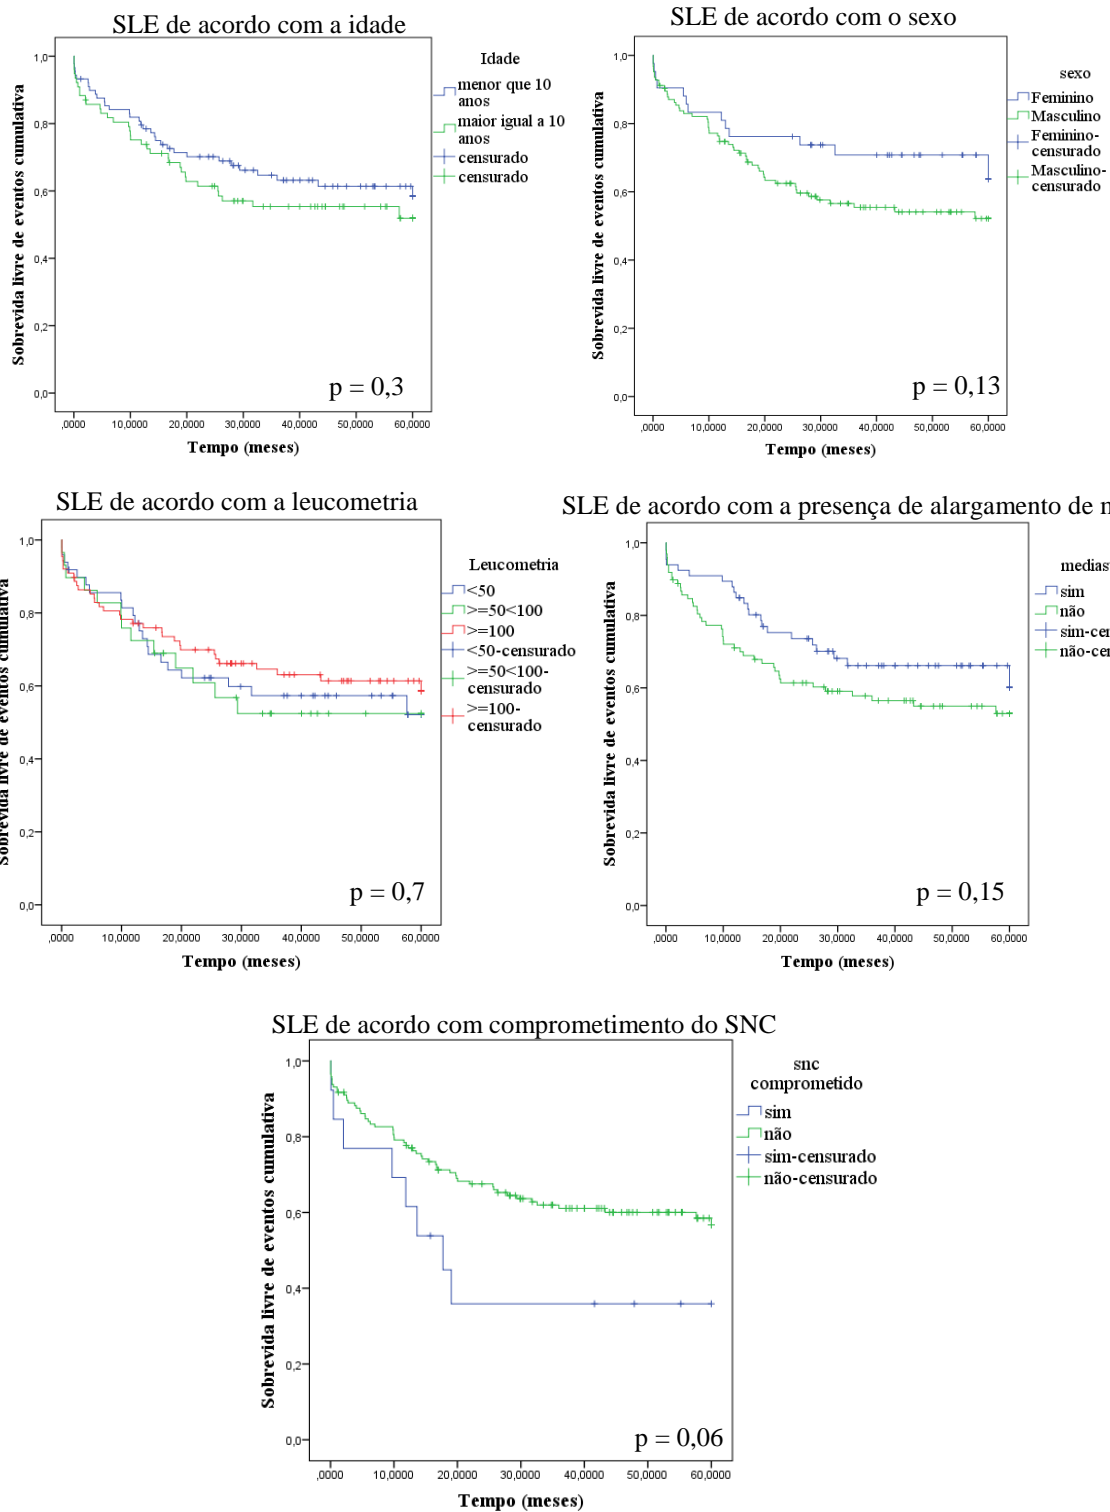 SLE de acordo com a idade
Sobrevida livre de eventos cumulativa
1,0
0,8
0,6
0,4
0,2
0,0
,0000 10,0000 20,0000 30,0000 40,0000 50,0000 60,0000
Tempo (meses)
p = 0,3
Idade
menor que 10
anos
maior igual a 10
anos
censurado
censurado
SLE de acordo com o sexo
Sobrevida livre de eventos cumulativa
1,0
0,8
0,6
0,4
0,2
0,0
,0000 10,0000 20,0000 30,0000 40,0000 50,0000 60,0000
Tempo (meses)
p = 0,13
sexo
Feminino
Masculino
Feminino-
censurado
Masculino-
censurado
SLE de acordo com a leucometria
Sobrevida livre de eventos cumulativa
1,0
0,8
0,6
0,4
0,2
0,0
,0000 10,0000 20,0000 30,0000 40,0000 50,0000 60,0000
Tempo (meses)
p = 0,7
Leucometria
<50
>=50<100
>=100
<50-censurado
>=50<100-
censurado
>=100-
censurado
SLE de acordo com a presença de alargamento de
Sobrevida livre de eventos cumulativa
1,0
0,8
0,6
0,4
0,2
0,0
,0000 10,0000 20,0000 30,0000 40,0000 50,0000 60,0000
Tempo (meses)
p = 0,15
medias
sim
não
sim-cen
não-cen
SLE de acordo com comprometimento do SNC
Sobrevida livre de eventos cumulativa
1,0
0,8
0,6
0,4
0,2
0,0
,0000 10,0000 20,0000 30,0000 40,0000 50,0000 60,0000
Tempo (meses)
p = 0,06
snc
comprometido
sim
não
sim-censurado
não-censurado